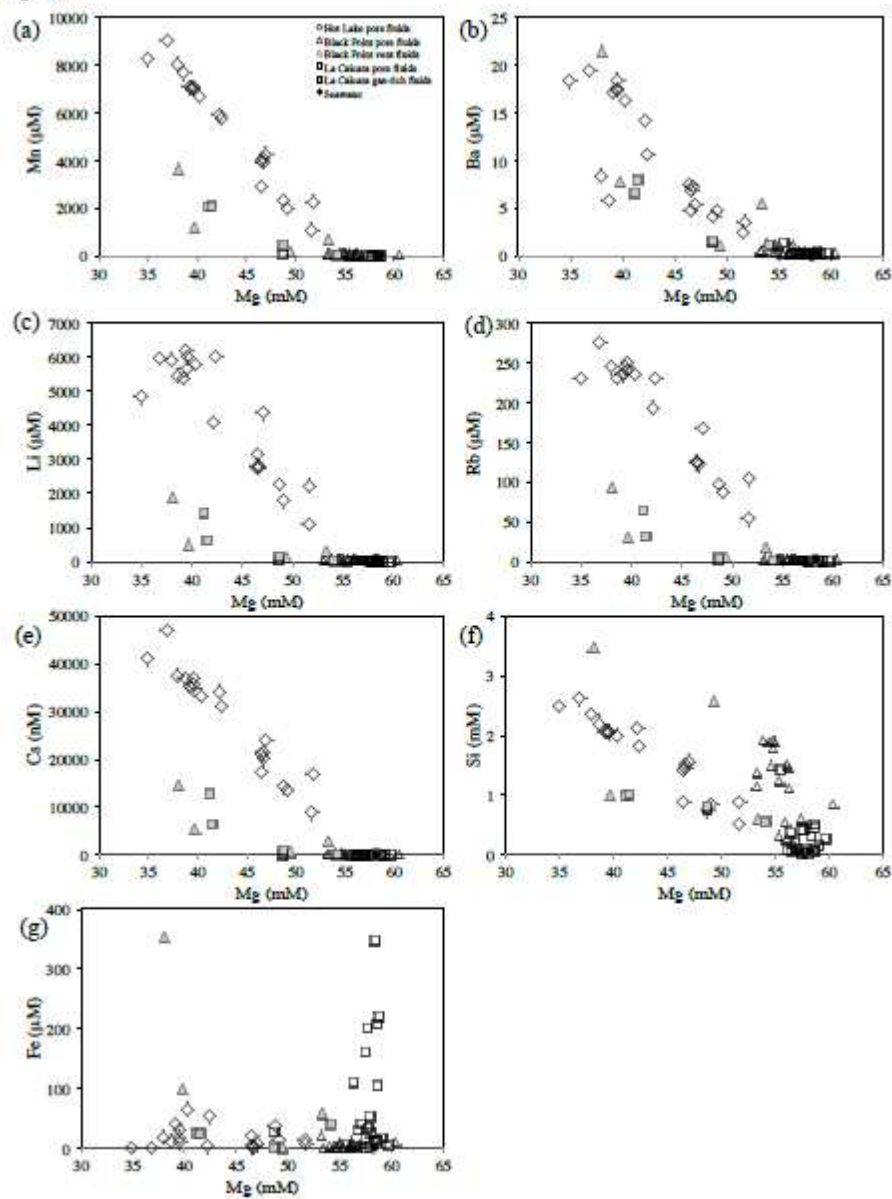 (a)
Mn (μM)
10000
8000
6000
4000
2000
0
30 35 40 45 50 55 60 65
Mg (mM)
Hot Lake pore fluids
Black Point pore fluids
Black Point vent fluids
La Calcara pore fluids
La Calcara gas-rich fluids
Seawater
(b)
Ba (μM)
25
20
15
10
5
0
30 35 40 45 50 55 60 65
Mg (mM)
(c)
Li (μM)
7000
6000
5000
4000
3000
2000
1000
0
30 35 40 45 50 55 60 65
Mg (mM)
(d)
Rb (μM)
300
250
200
150
100
50
0
30 35 40 45 50 55 60 65
Mg (mM)
(e)
Cs (nM)
50000
40000
30000
20000
10000
0
30 35 40 45 50 55 60 65
Mg (mM)
(f)
Si (mM)
4
3
2
1
0
30 35 40 45 50 55 60 65
Mg (mM)
(g)
Fe (μM)
400
300
200
100
0
30 35 40 45 50 55 60 65
Mg (mM)